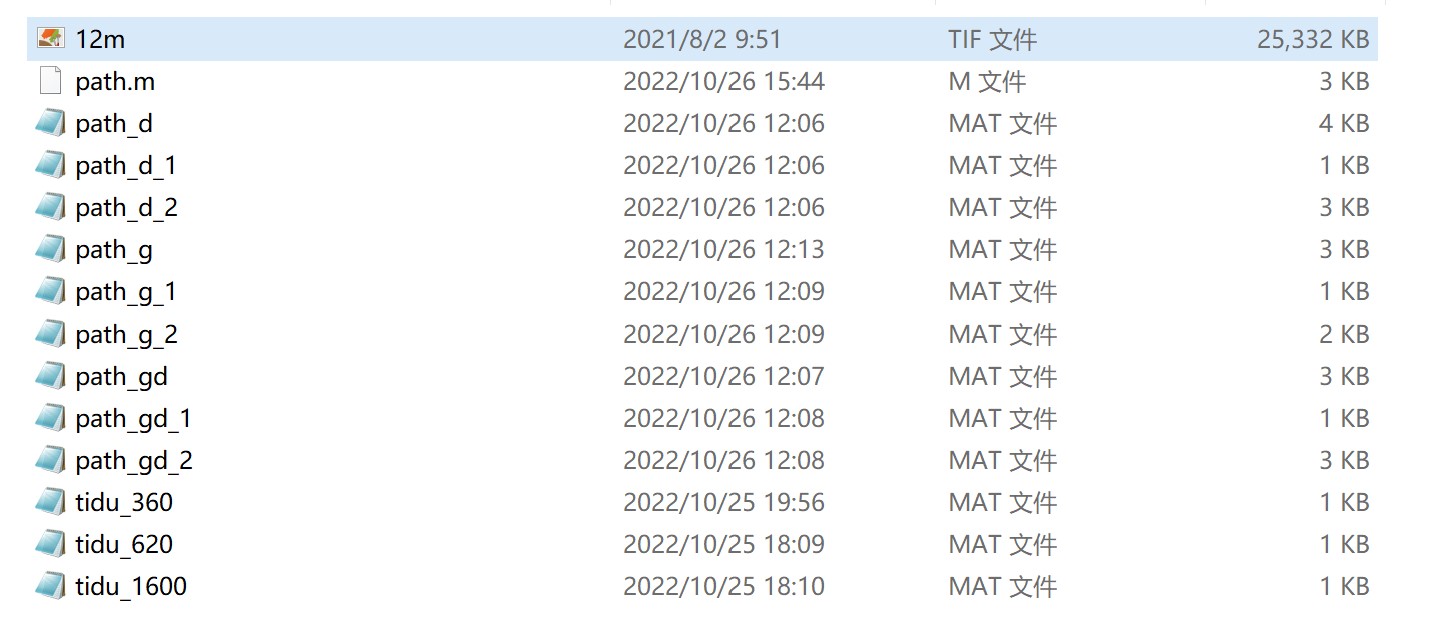 12m 2021/8/2 9:51 TIF 文件 25,332 KB
path.m 2022/10/26 15:44 M 文件 3 KB
path_d 2022/10/26 12:06 MAT 文件 4 KB
path_d_1 2022/10/26 12:06 MAT 文件 1 KB
path_d_2 2022/10/26 12:06 MAT 文件 3 KB
path_g 2022/10/26 12:13 MAT 文件 3 KB
path_g_1 2022/10/26 12:09 MAT 文件 1 KB
path_g_2 2022/10/26 12:09 MAT 文件 2 KB
path_gd 2022/10/26 12:07 MAT 文件 3 KB
path_gd_1 2022/10/26 12:08 MAT 文件 1 KB
path_gd_2 2022/10/26 12:08 MAT 文件 3 KB
tidu_360 2022/10/25 19:56 MAT 文件 1 KB
tidu_620 2022/10/25 18:09 MAT 文件 1 KB
tidu_1600 2022/10/25 18:10 MAT 文件 1 KB